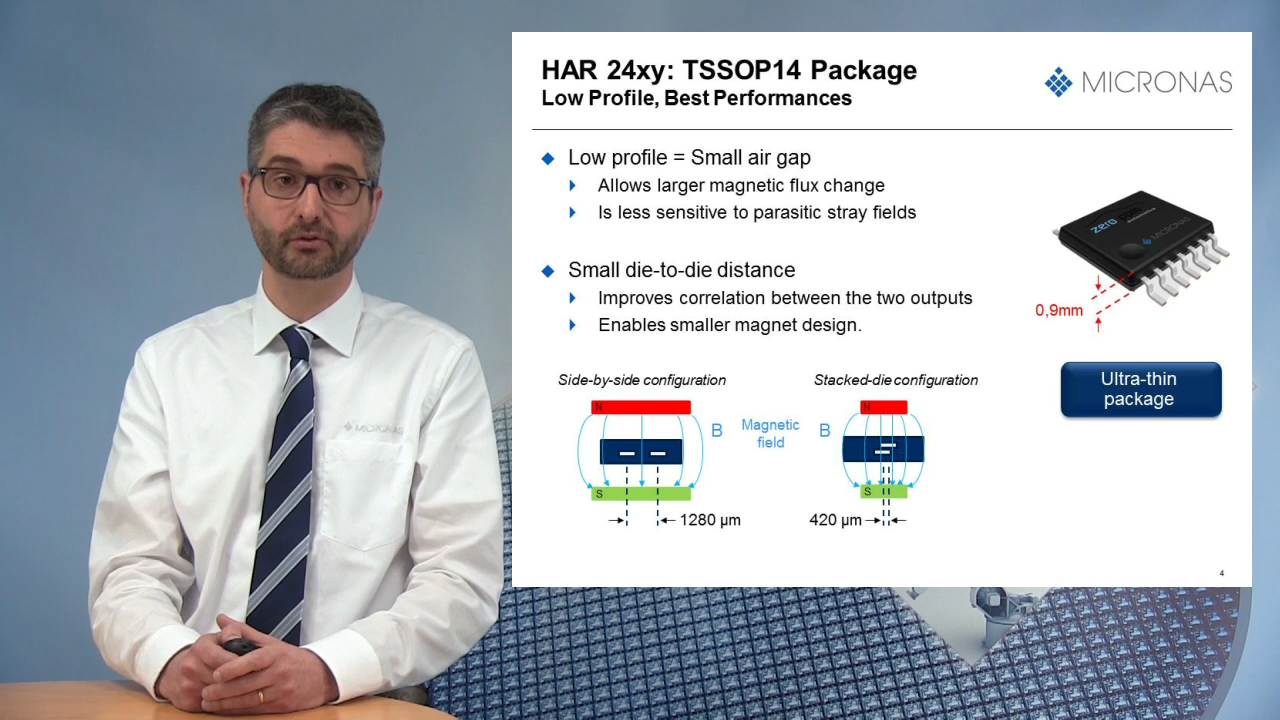 HAR 24xy: TSSOP14 Package
Low Profile, Best Performances
MICRONAS
Low profile = Small air gap
Allows larger magnetic flux change
Is less sensitive to parasitic stray fields
Small die-to-die distance
Improves correlation between the two outputs
Enables smaller magnet design.
zero
MICRONAS
0,9mm
Ultra-thin
package
Side-by-side configuration
Stacked-die configuration
N
N
B
Magnetic
field
B
S
S
1280 µm
420 µm
4
MICRONAS